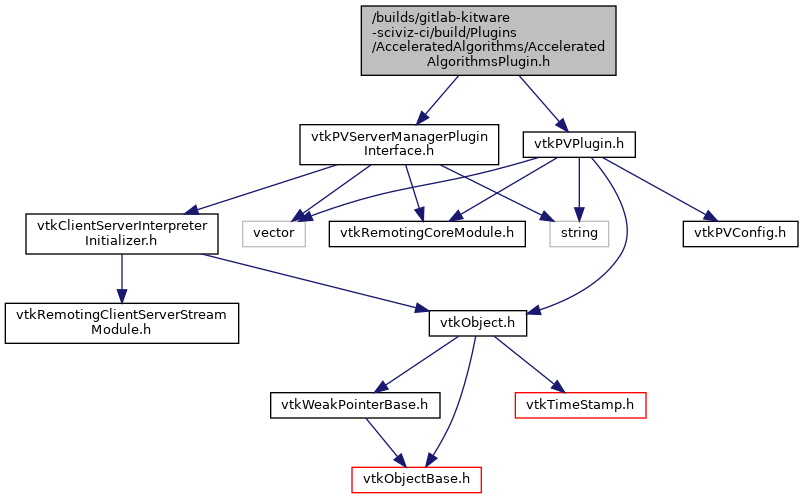 /builds/gitlab-kitware
-sciviz-ci/build/Plugins
/AcceleratedAlgorithms/Accelerated
AlgorithmsPlugin.h
vtkPVServerManagerPlugin
Interface.h
vtkPVPlugin.h
vtkClientServerInterpreter
Initializer.h
vector
vtkRemotingCoreModule.h
string
vtkPVConfig.h
vtkRemotingClientServerStream
Module.h
vtkObject.h
vtkWeakPointerBase.h
vtkTimeStamp.h
vtkObjectBase.h